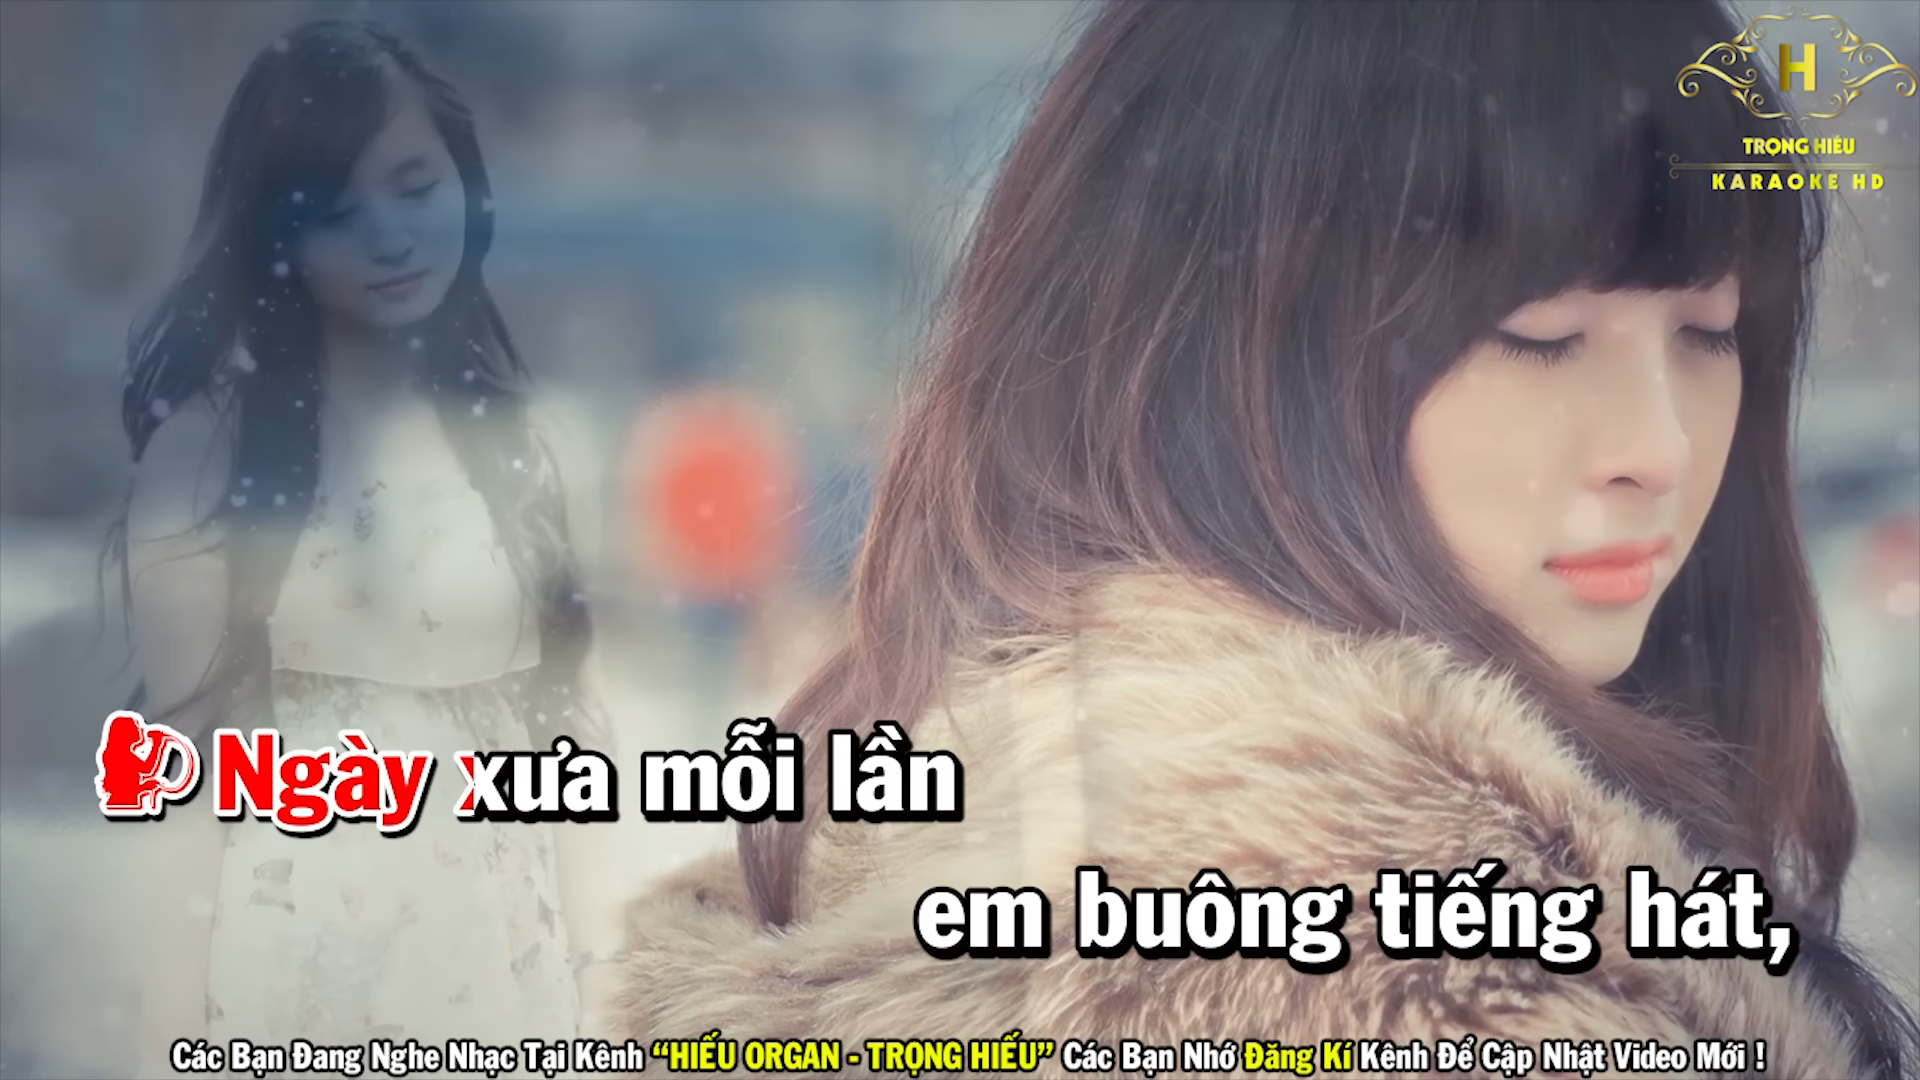 H
TRỌNG HIẾU
KARAOKE HD
Ngày xưa mỗi lần
em buông tiếng hát,
Các Bạn Đang Nghe Nhạc Tại Kênh “HIẾU ORGAN - TRỌNG HIẾU” Các Bạn Nhớ Đăng Kí Kênh Để Cập Nhật Video Mới !